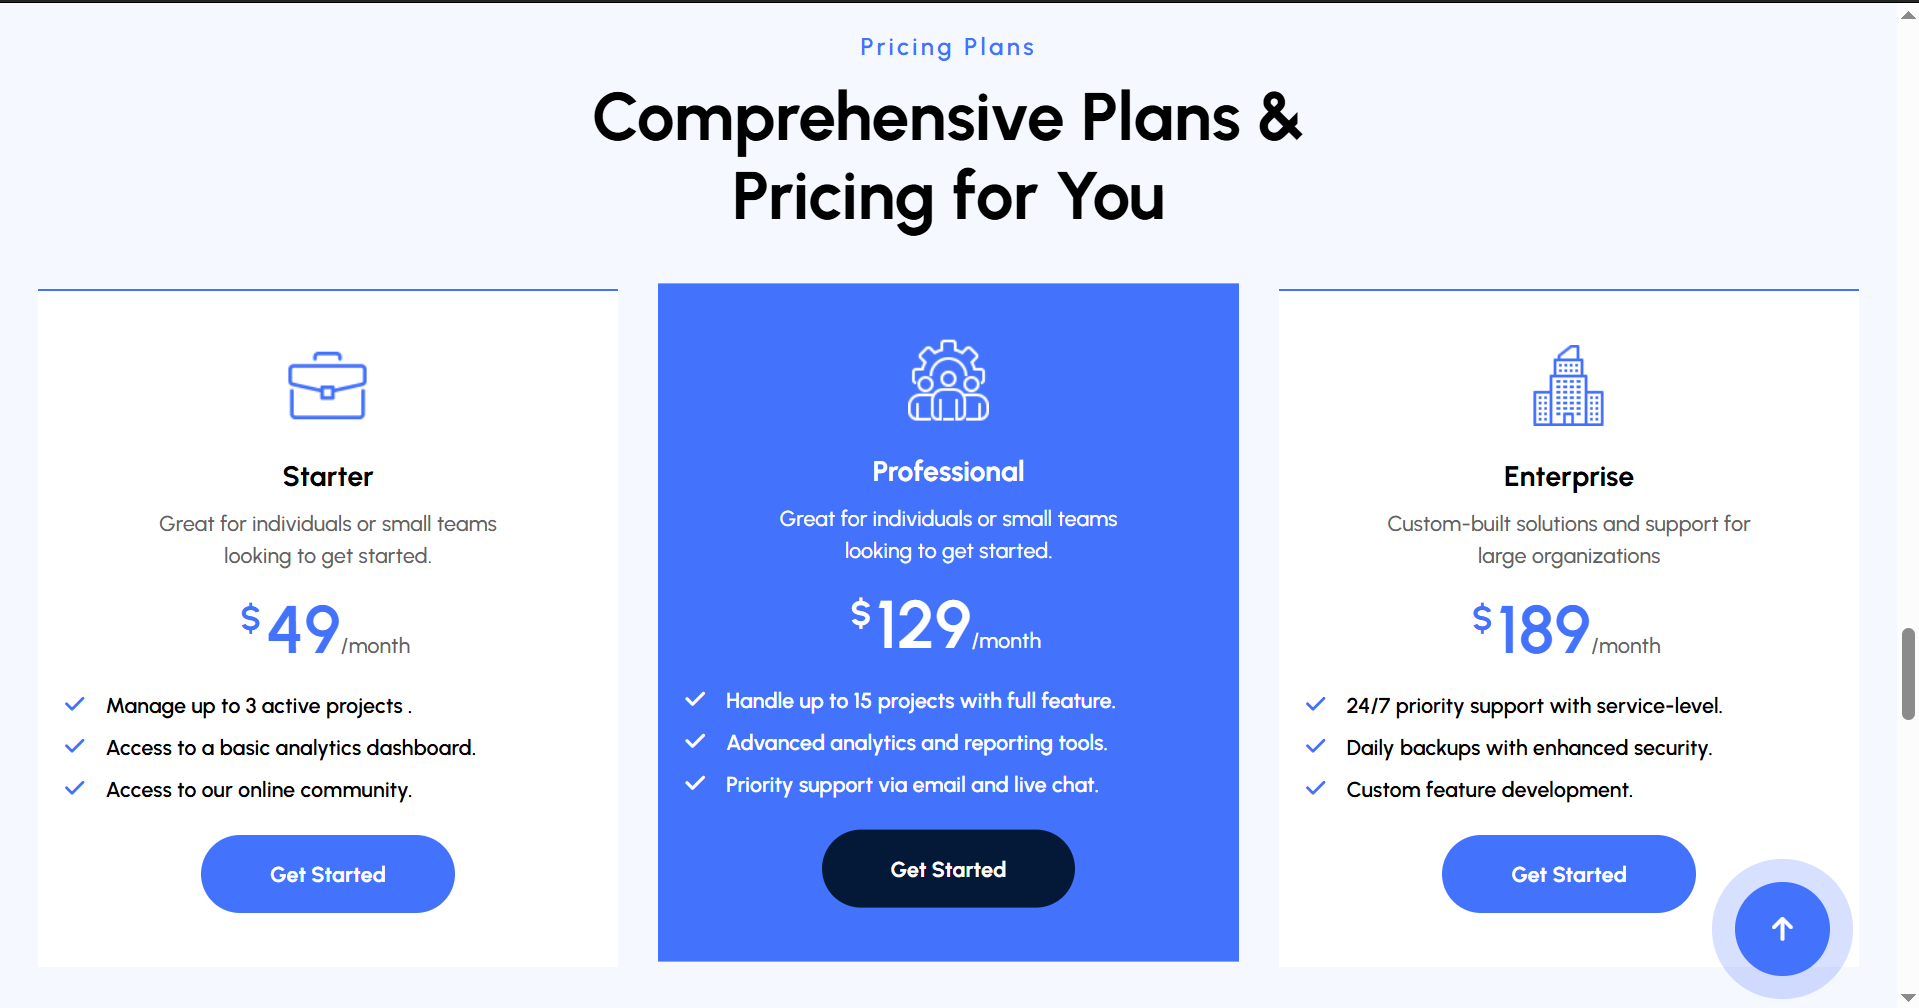 Pricing Plans
Comprehensive Plans &
Pricing for You
Starter
Great for individuals or small teams
looking to get started.
$49/month
Manage up to 3 active projects .
Access to a basic analytics dashboard.
Access to our online community.
Get Started
Professional
Great for individuals or small teams
looking to get started.
$129/month
Handle up to 15 projects with full feature.
Advanced analytics and reporting tools.
Priority support via email and live chat.
Get Started
Enterprise
Custom-built solutions and support for
large organizations
$189/month
24/7 priority support with service-level.
Daily backups with enhanced security.
Custom feature development.
Get Started